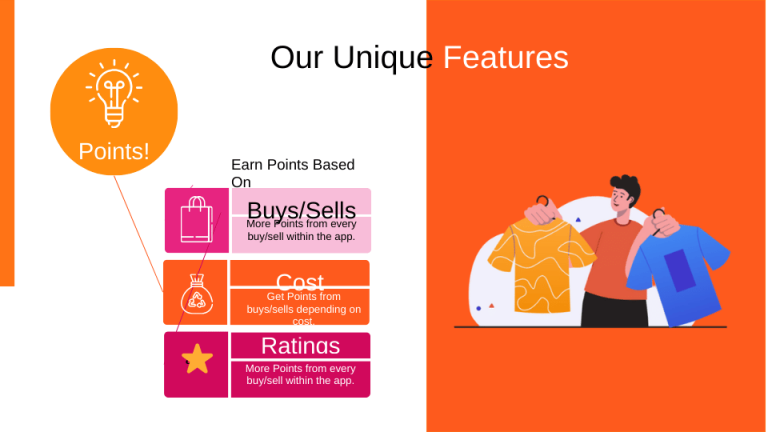 Our Unique Features
Points!
Earn Points Based
On
Buys/Sells
More Points from every
buy/sell within the app.
Cost
Get Points from
buys/sells depending on
cost.
Ratings
More Points from every
buy/sell within the app.